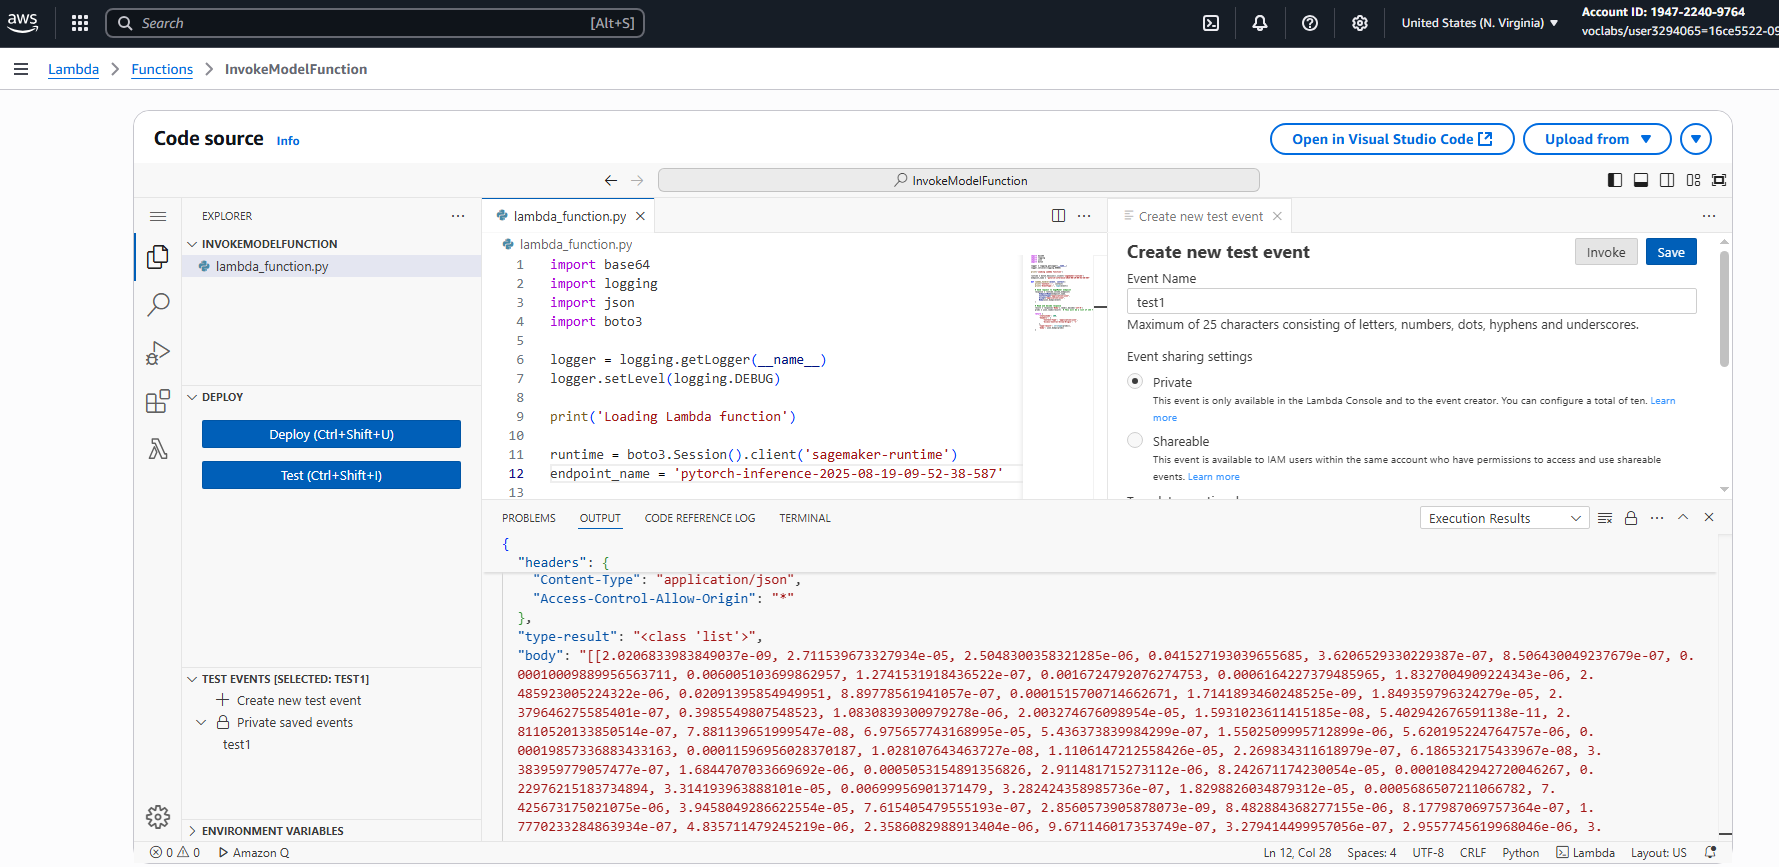 aws
Search
[Alt+S]
United States (N. Virginia)
Account ID: 1947-2240-9764
voclabs/user3294065=16ce5522-09
Lambda
Functions
InvokeModelFunction
Code source
Info
Open in Visual Studio Code
Upload from
InvokeModelFunction
EXPLORER
INVOKEMODELFUNCTION
lambda_function.py
DEPLOY
Deploy (Ctrl+Shift+U)
Test (Ctrl+Shift+I)
TEST EVENTS [SELECTED: TEST1]
Create new test event
Private saved events
test1
ENVIRONMENT VARIABLES
lambda_function.py
lambda_function.py
1 import base64
2 import logging
3 import json
4 import boto3
5
6 logger = logging.getLogger(__name__)
7 logger.setLevel(logging.DEBUG)
8
9 print('Loading Lambda function')
10
11 runtime = boto3.Session().client('sagemaker-runtime')
12 endpoint_name = 'pytorch-inference-2025-08-19-09-52-38-587'
13
Create new test event
Create new test event
Invoke
Save
Event Name
test1
Maximum of 25 characters consisting of letters, numbers, dots, hyphens and underscores.
Event sharing settings
Private
This event is only available in the Lambda Console and to the event creator. You can configure a total of ten. Learn
more
Shareable
This event is available to IAM users within the same account who have permissions to access and use shareable
events. Learn more
PROBLEMS
OUTPUT
CODE REFERENCE LOG
TERMINAL
Execution Results
{
"headers": {
"Content-Type": "application/json",
"Access-Control-Allow-Origin": "*"
},
"type-result": "<class 'list'>",
"body": "[[2.0206833983849037e-09, 2.711539673327934e-05, 2.5048300358321285e-06, 0.041527193039655685, 3.6206529330229387e-07, 8.506430049237679e-07, 0.
00010009889956563711, 0.006005103699862957, 1.2741531918436522e-07, 0.0016724792076274753, 0.0006164227379485965, 1.8327004909224343e-06, 2.
485923005224322e-06, 0.02091395854949951, 8.89778561941057e-07, 0.0001515700714662671, 1.7141893460248525e-09, 1.849359796324279e-05, 2.
379646275585401e-07, 0.3985549807548523, 1.0830839300979278e-06, 2.003274676098954e-05, 1.5931023611415185e-08, 5.402942676591138e-11, 2.
8110520133850514e-07, 7.881139651999547e-08, 6.975657743168995e-05, 5.436373839984299e-07, 1.5502509995712899e-06, 5.620195224764757e-06, 0.
00019857336883433163, 0.00011596956028370187, 1.028107643463727e-08, 1.1106147212558426e-05, 2.269834311618979e-07, 6.186532175433967e-08, 3.
383959779057477e-07, 1.6844707033669692e-06, 0.0005053154891356826, 2.911481715273112e-06, 8.242671174230054e-05, 0.00010842942720046267, 0.
22976215183734894, 3.314193963888101e-05, 0.00699956901371479, 3.282424358985736e-07, 1.8298826034879312e-05, 0.0005686507211066782, 7.
425673175021075e-06, 3.9458049286622554e-05, 7.615405479555193e-07, 2.8560573905878073e-09, 8.482884368277155e-06, 8.177987069757364e-07, 1.
7770233284863934e-07, 4.835711479245219e-06, 2.3586082988913404e-06, 9.671146017353749e-07, 3.279414499957056e-07, 2.9557745619968046e-06, 3.
0
0
Amazon Q
Ln 12, Col 28
Spaces: 4
UTF-8
CRLF
Python
Lambda
Layout: US